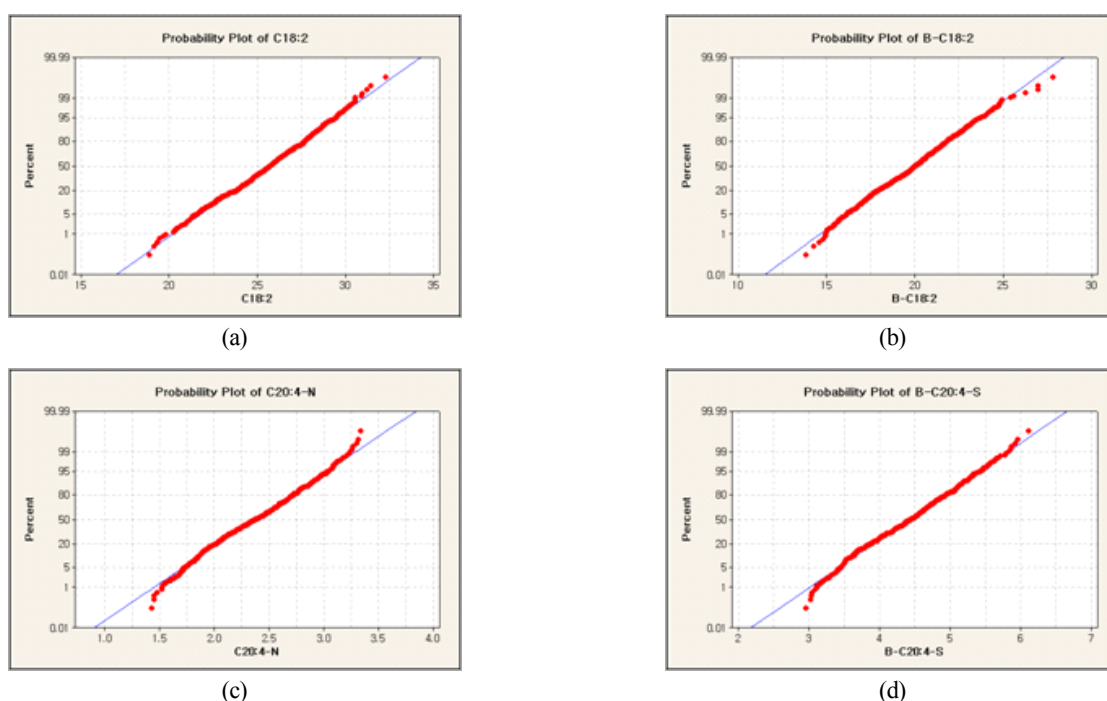 Probability Plot of C18:2
99.99
99
95
80
50
20
5
1
0.01
Percent
15 20 25 30 35
C18:2
(a)
Probability Plot of B-C18:2
99.99
99
95
80
50
20
5
1
0.01
Percent
10 15 20 25 30
B-C18:2
(b)
Probability Plot of C20:4-N
99.99
99
95
80
50
20
5
1
0.01
Percent
1.0 1.5 2.0 2.5 3.0 3.5 4.0
C20:4-N
(c)
Probability Plot of B-C20:4-S
99.99
99
95
80
50
20
5
1
0.01
Percent
2 3 4 5 6 7
B-C20:4-S
(d)